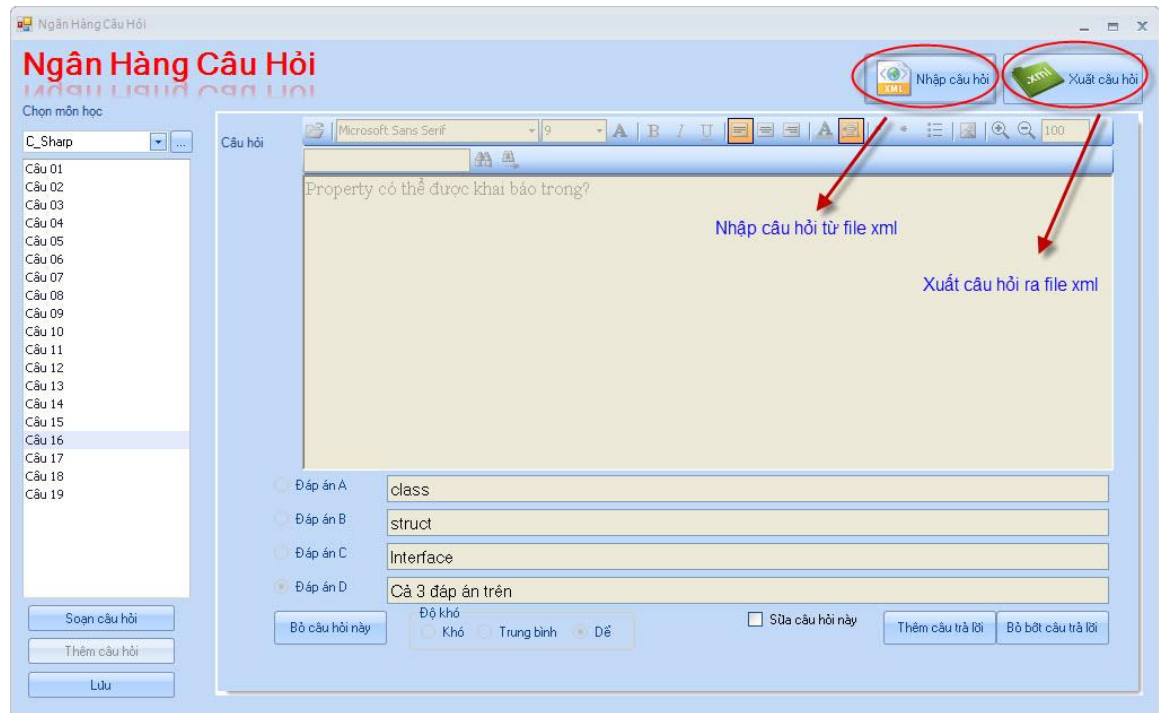 Ngân Hàng Câu Hỏi
Ngân Hàng Câu Hỏi
Nhập câu hỏi
Xuất câu hỏi
Chọn môn học
C_Sharp
...
Câu hỏi
Microsoft Sans Serif
9
A
B
I
U
A
100
Câu 01
Câu 02
Câu 03
Câu 04
Câu 05
Câu 06
Câu 07
Câu 08
Câu 09
Câu 10
Câu 11
Câu 12
Câu 13
Câu 14
Câu 15
Câu 16
Câu 17
Câu 18
Câu 19
Property có thể được khai báo trong?
Nhập câu hỏi từ file xml
Xuất câu hỏi ra file xml
Đáp án A
class
Đáp án B
struct
Đáp án C
Interface
Đáp án D
Cả 3 đáp án trên
Soạn câu hỏi
Thêm câu hỏi
Lưu
Bỏ câu hỏi này
Độ khó
Khó
Trung bình
Dể
Sữa câu hỏi này
Thêm câu trả lời
Bỏ bớt câu trả lời
XML
.xml